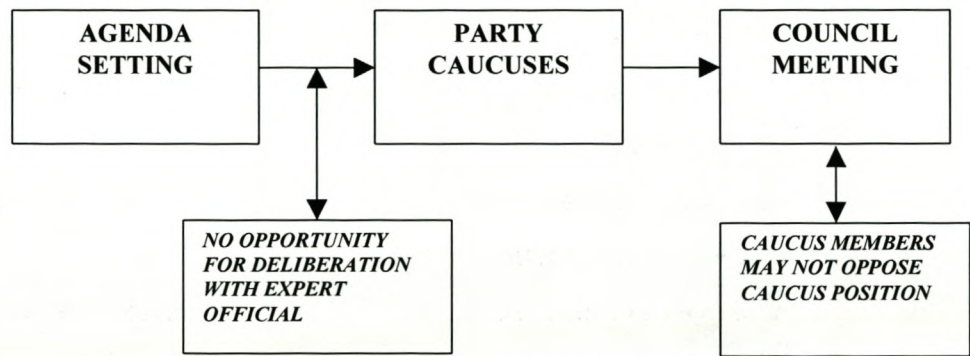 AGENDA
SETTING
PARTY
CAUCUSES
COUNCIL
MEETING
NO OPPORTUNITY
FOR DELIBERATION
WITH EXPERT
OFFICIAL
CAUCUS MEMBERS
MAY NOT OPPOSE
CAUCUS POSITION